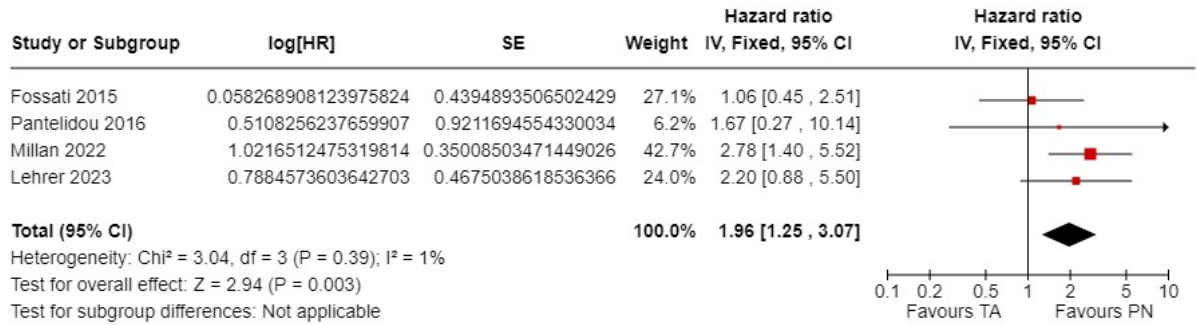 Hazard ratio Hazard ratio
Study or Subgroup log[HR] SE Weight IV, Fixed, 95% CI IV, Fixed, 95% CI
Fossati 2015 0.058268908123975824 0.4394893506502429 27.1% 1.06 [0.45 , 2.51]
Pantelidou 2016 0.5108256237659907 0.9211694554330034 6.2% 1.67 [0.27 , 10.14]
Millan 2022 1.0216512475319814 0.35008503471449026 42.7% 2.78 [1.40 , 5.52]
Lehrer 2023 0.7884573603642703 0.4675038618536366 24.0% 2.20 [0.88 , 5.50]
Total (95% CI) 100.0% 1.96 [1.25 , 3.07]
Heterogeneity: Chi² = 3.04, df = 3 (P = 0.39); I² = 1%
Test for overall effect: Z = 2.94 (P = 0.003)
Test for subgroup differences: Not applicable
0.1 0.2 0.5 1 2 5 10
Favours TA Favours PN